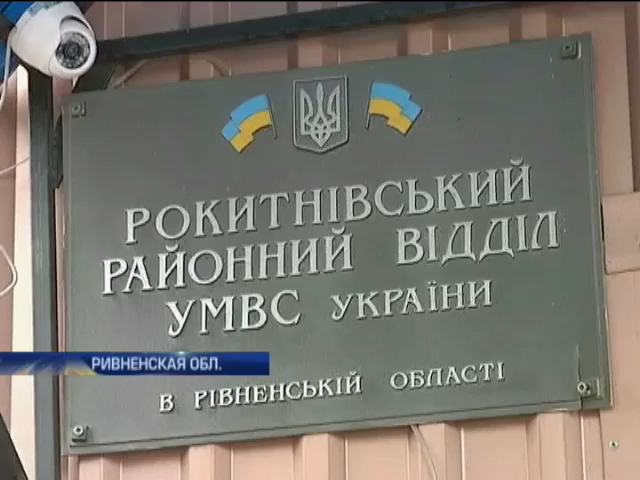 РОКИТНІВСЬКИЙ
РАЙОННИЙ ВІДДІЛ
УМВС УКРАЇНИ
В РІВНЕНСЬКІЙ ОБЛАСТІ
РИВНЕНСКАЯ ОБЛ.